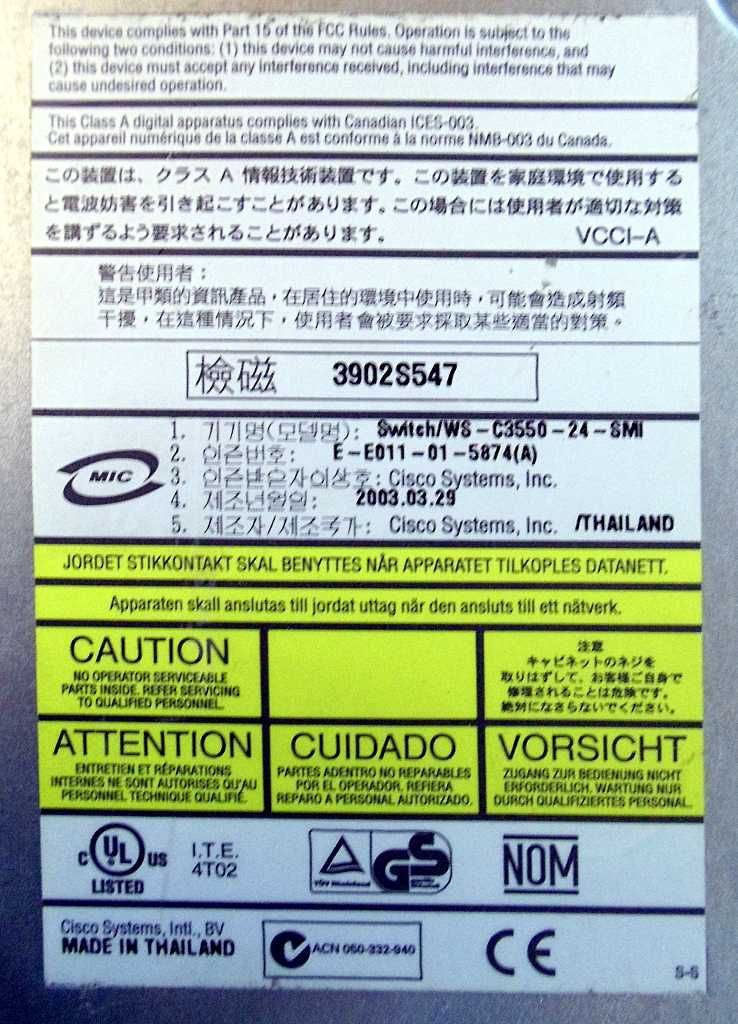 This device complies with Part 15 of the FCC Rules. Operation is subject to the
following two conditions: (1) this device may not cause harmful interference, and
(2) this device must accept any interference received, including interference that may
cause undesired operation.
This Class A digital apparatus complies with Canadian ICES-003.
Cet appareil numérique de la classe A est conforme à la norme NMB-003 du Canada.
この装置は、クラス A 情報技術装置です。この装置を家庭環境で使用する
と電波妨害を引き起こすことがあります。この場合には使用者が適切な対策
を講ずるよう要求されることがあります。 VCCI-A
警告使用者：
這是甲類的資訊產品，在居住的環境中使用時，可能會造成射頻
干擾，在這種情況下，使用者會被要求採取某些適當的對策。
檢磁 3902S547
1. 기기명(모델명): Switch/WS-C3550-24-SMI
2. 인증번호: E-E011-01-5874(A)
MIC
3. 인증받은자이상호: Cisco Systems, Inc.
4. 제조년월일: 2003.03.29
5. 제조자/제조국가: Cisco Systems, Inc. /THAILAND
JORDET STIKKONTAKT SKAL BENYTTES NÅR APPARATET TILKOPLES DATANETT.
Apparaten skall anslutas till jordat uttag når den ansluts till ett nätverk.
CAUTION
NO OPERATOR SERVICEABLE
PARTS INSIDE. REFER SERVICING
TO QUALIFIED PERSONNEL.
注意
キャビネットのネジを
取りはずして、お客様ご自身で
修理されることは危険です。
絶対になさらないでください。
ATTENTION
ENTRETIEN ET RÉPARATIONS
INTERNES NE SONT AUTORISÉS QU'AU
PERSONNEL TECHNIQUE QUALIFIÉ.
CUIDADO
PARTES ADENTRO NO REPARABLES
POR EL OPERADOR. REFIERA
REPARO A PERSONAL AUTORIZADO.
VORSICHT
ZUGANG ZUR BEDIENUNG NICHT
ERFORDERLICH. WARTUNG NUR
DURCH QUALIFIZIERTES PERSONAL.
C UL US
LISTED
I.T.E.
4T02
TÜV Rheinland
GS
NOM
Cisco Systems, Intl., BV
MADE IN THAILAND
ACN 050-332-940
CE
S-S